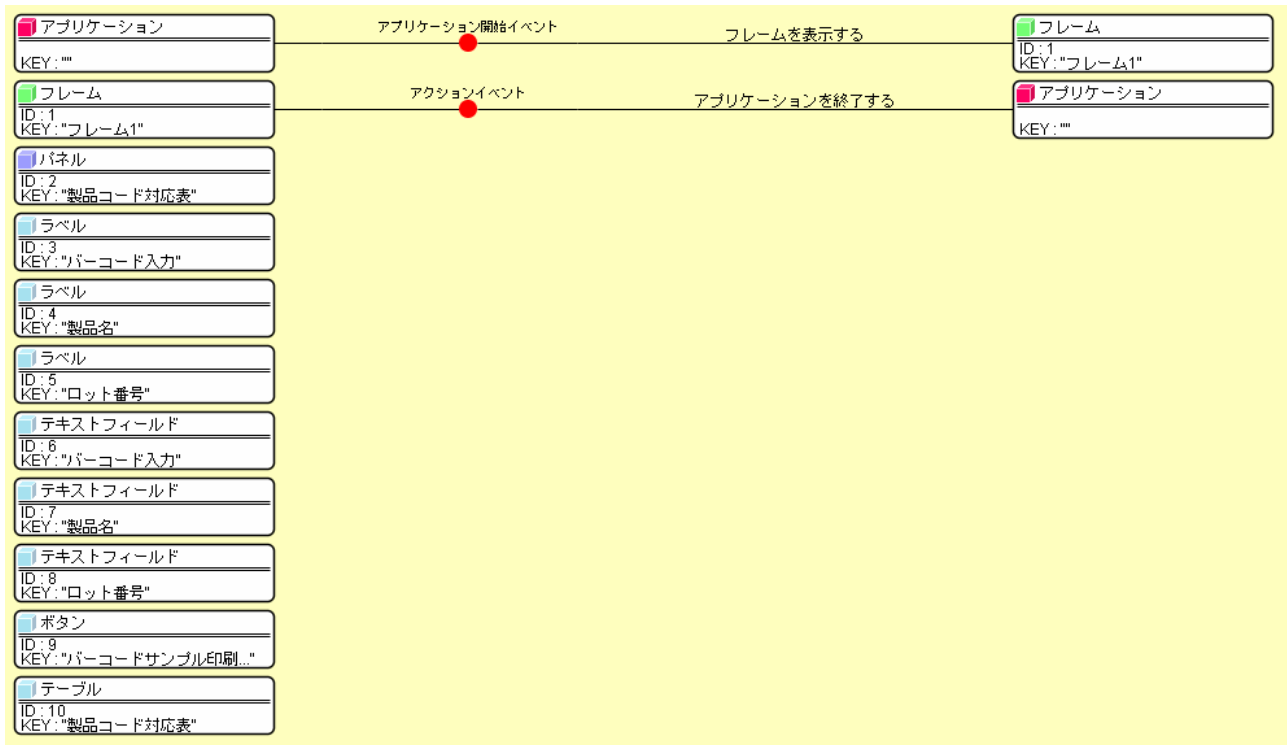 アプリケーション
KEY : ""
アプリケーション開始イベント
フレームを表示する
フレーム
ID : 1
KEY : "フレーム1"
フレーム
ID : 1
KEY : "フレーム1"
アクションイベント
アプリケーションを終了する
アプリケーション
KEY : ""
パネル
ID : 2
KEY : "製品コード対応表"
ラベル
ID : 3
KEY : "バーコード入力"
ラベル
ID : 4
KEY : "製品名"
ラベル
ID : 5
KEY : "ロット番号"
テキストフィールド
ID : 6
KEY : "バーコード入力"
テキストフィールド
ID : 7
KEY : "製品名"
テキストフィールド
ID : 8
KEY : "ロット番号"
ボタン
ID : 9
KEY : "バーコードサンプル印刷..."
テーブル
ID : 10
KEY : "製品コード対応表"